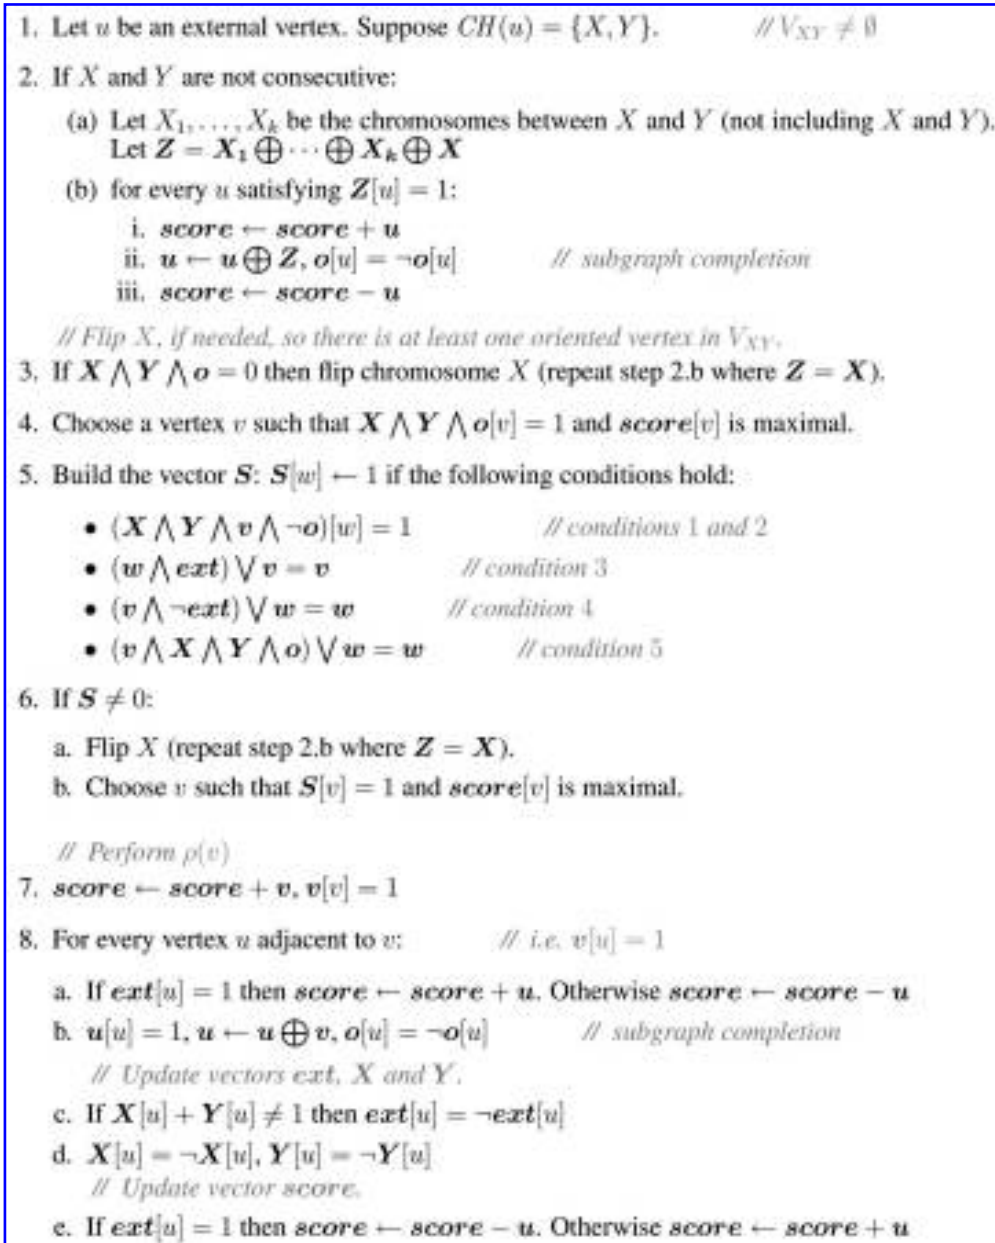 1. Let u be an external vertex. Suppose CH(u) = {X, Y}. // V_XY ≠ ∅
2. If X and Y are not consecutive:
(a) Let X₁, . . . , Xₖ be the chromosomes between X and Y (not including X and Y).
Let Z = X₁ ⊕ · · · ⊕ Xₖ ⊕ X
(b) for every u satisfying Z[u] = 1:
i. score ← score + u
ii. u ← u ⊕ Z, o[u] = ¬o[u] // subgraph completion
iii. score ← score − u
// Flip X, if needed, so there is at least one oriented vertex in V_XY.
3. If X ⋀ Y ⋀ o = 0 then flip chromosome X (repeat step 2.b where Z = X).
4. Choose a vertex v such that X ⋀ Y ⋀ o[v] = 1 and score[v] is maximal.
5. Build the vector S: S[w] ← 1 if the following conditions hold:
• (X ⋀ Y ⋀ v ⋀ ¬o)[w] = 1 // conditions 1 and 2
• (w ⋀ ext) ⋁ v = v // condition 3
• (v ⋀ ¬ext) ⋁ w = w // condition 4
• (v ⋀ X ⋀ Y ⋀ o) ⋁ w = w // condition 5
6. If S ≠ 0:
a. Flip X (repeat step 2.b where Z = X).
b. Choose v such that S[v] = 1 and score[v] is maximal.
// Perform ρ(v)
7. score ← score + v, v[v] = 1
8. For every vertex u adjacent to v: // i.e. v[u] = 1
a. If ext[u] = 1 then score ← score + u. Otherwise score ← score − u
b. u[u] = 1, u ← u ⊕ v, o[u] = ¬o[u] // subgraph completion
// Update vectors ext, X and Y.
c. If X[u] + Y[u] ≠ 1 then ext[u] = ¬ext[u]
d. X[u] = ¬X[u], Y[u] = ¬Y[u]
// Update vector score.
e. If ext[u] = 1 then score ← score − u. Otherwise score ← score + u